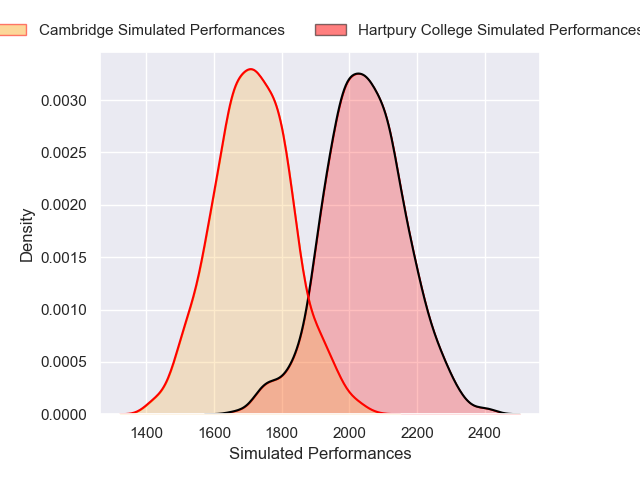 Cambridge Simulated Performances Hartpury College Simulated Performances
0.0030
0.0025
0.0020
0.0015
0.0010
0.0005
0.0000
Density
1400 1600 1800 2000 2200 2400
Simulated Performances